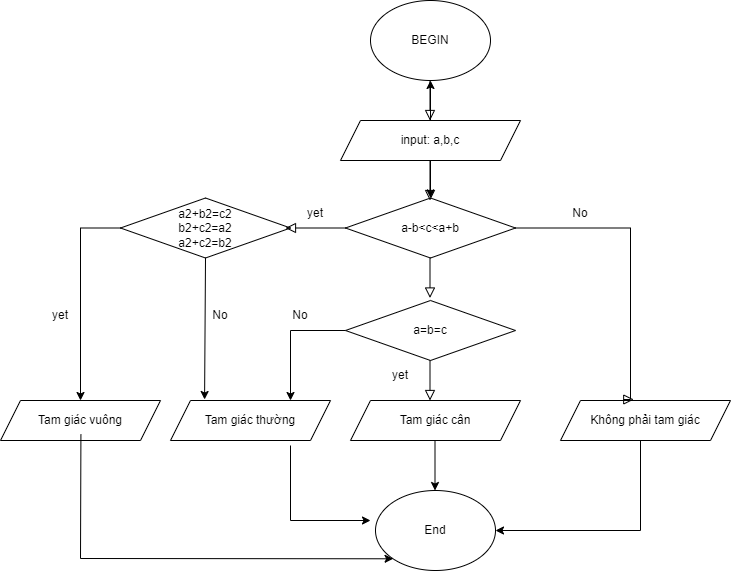 BEGIN
input: a,b,c
a2+b2=c2
b2+c2=a2
a2+c2=b2
yet
a-b<c<a+b
No
yet
No
No
a=b=c
yet
Tam giác vuông
Tam giác thường
Tam giác cân
Không phải tam giác
End